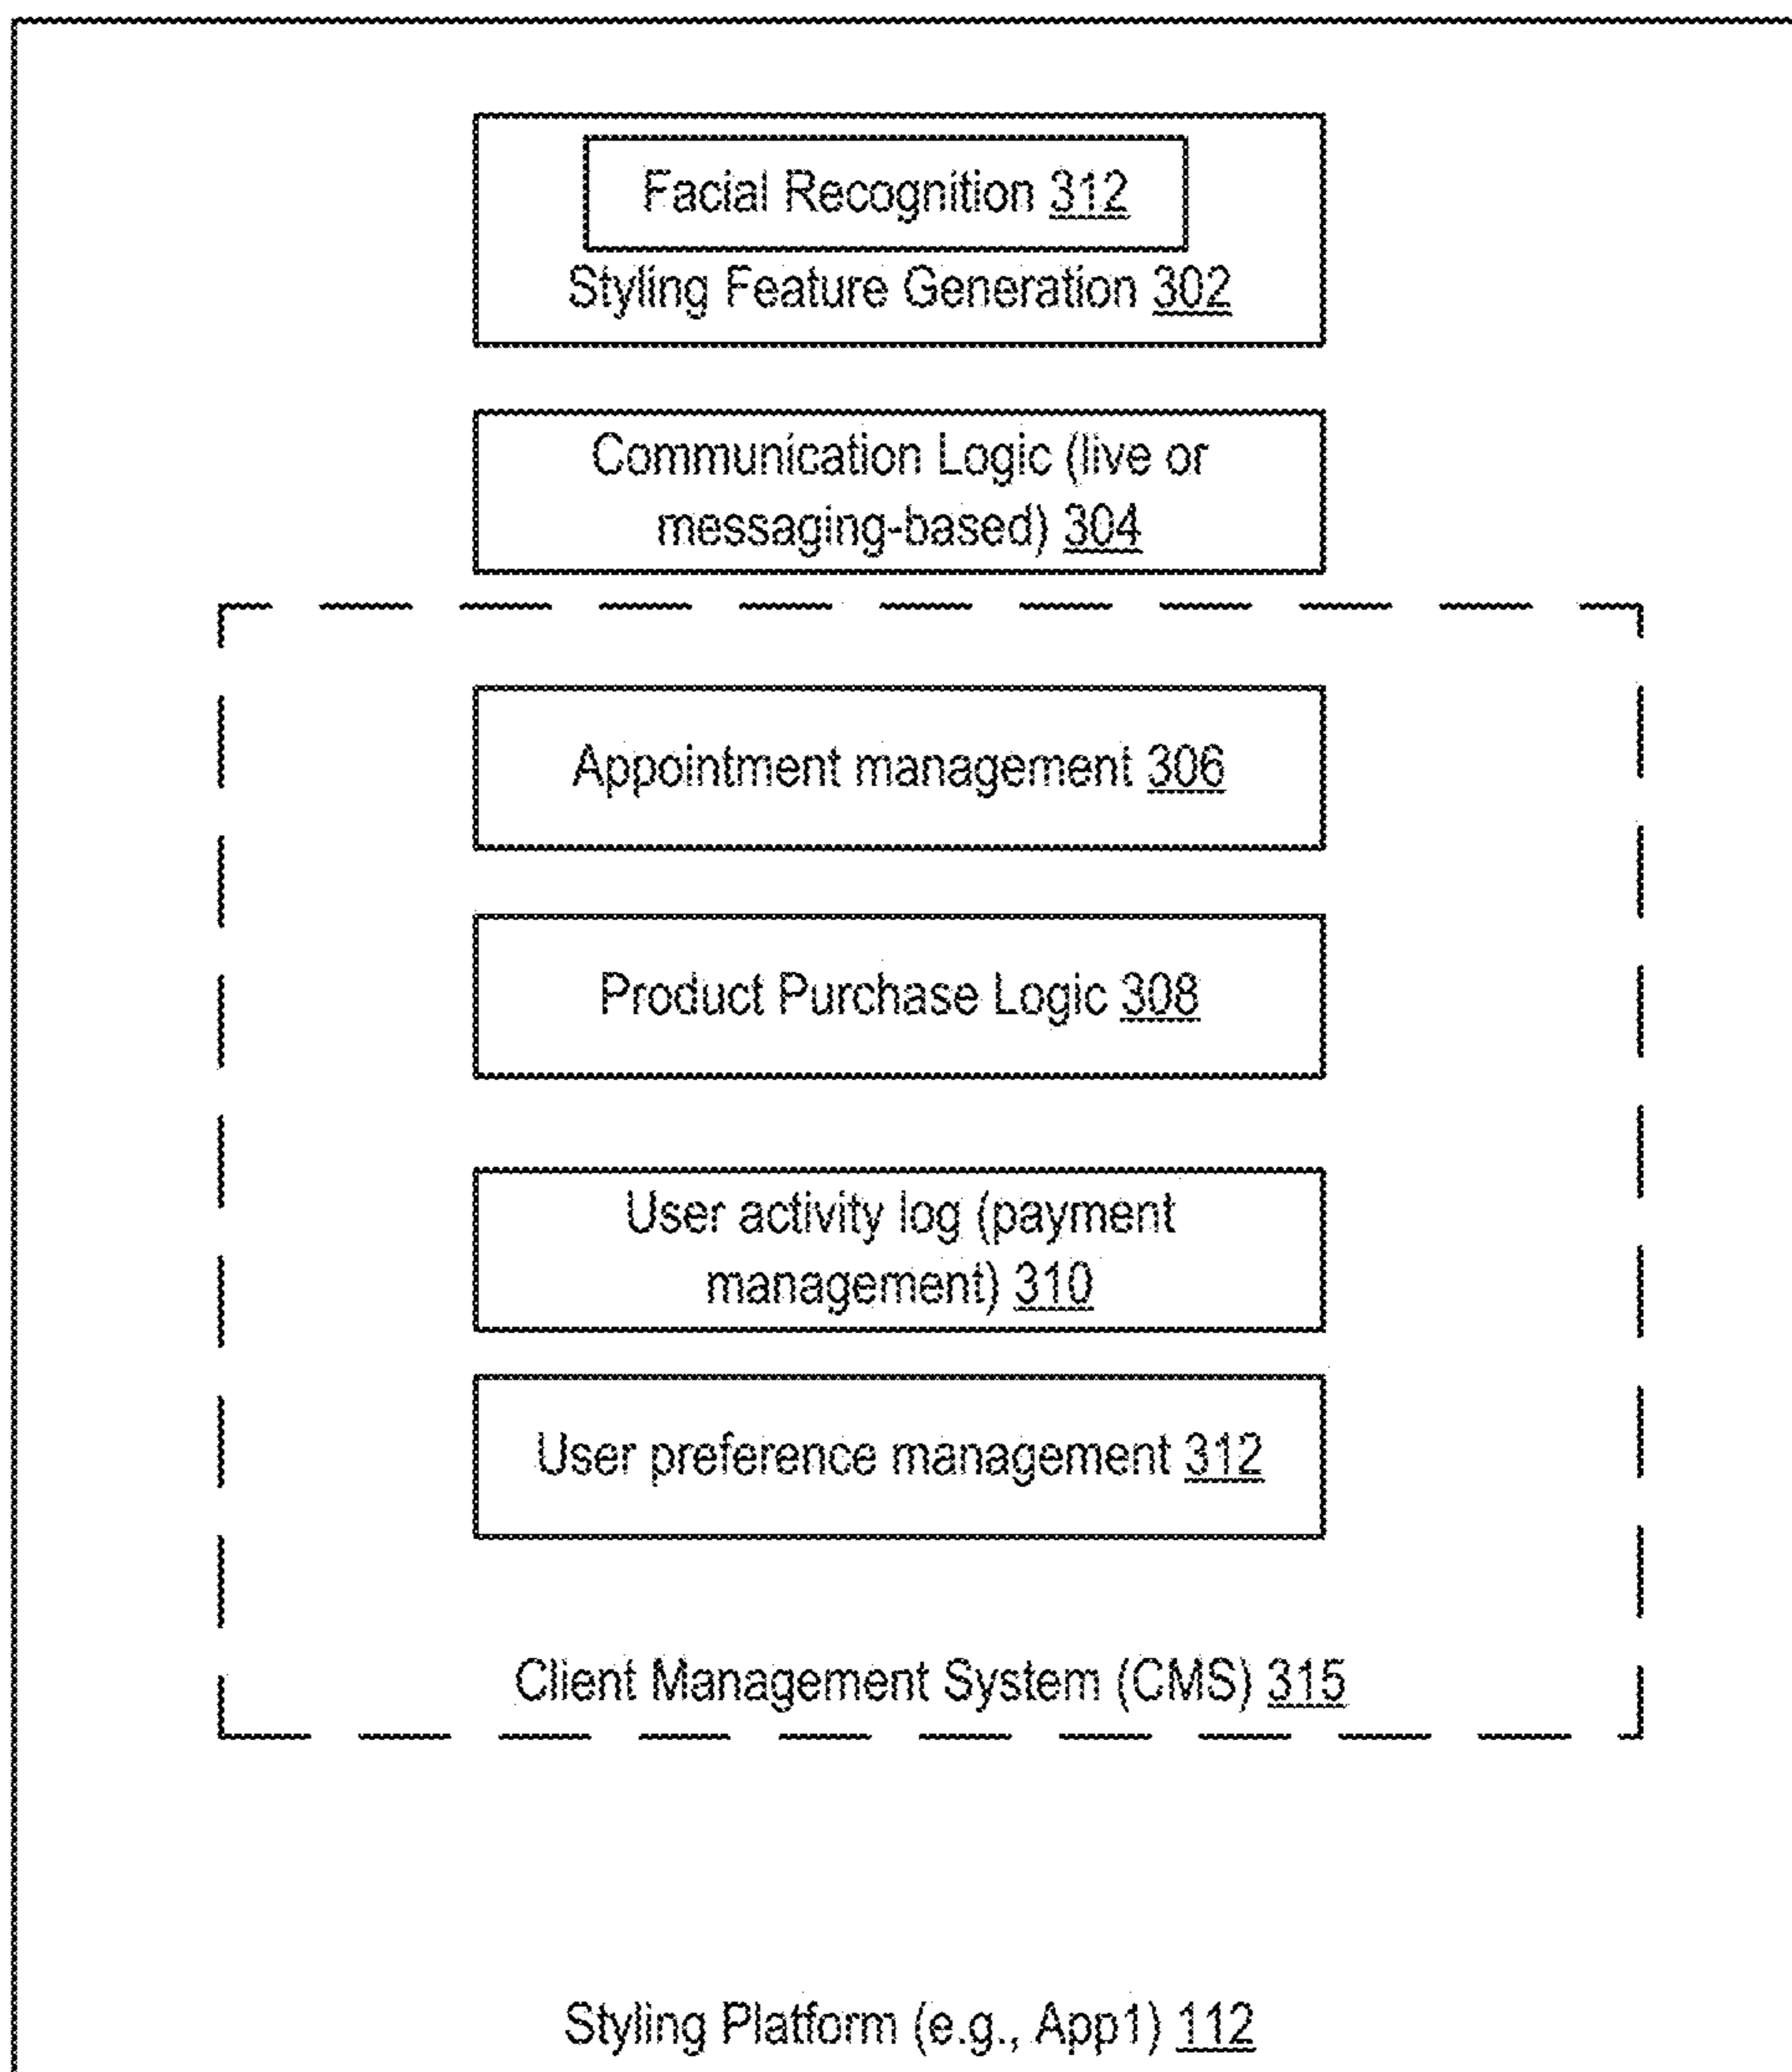 Facial Recognition 312
Styling Feature Generation 302
Communication Logic (live or
messaging-based) 304
Appointment management 306
Product Purchase Logic 308
User activity log (payment
management) 310
User preference management 312
Client Management System (CMS) 315
Styling Platform (e.g., App1) 112